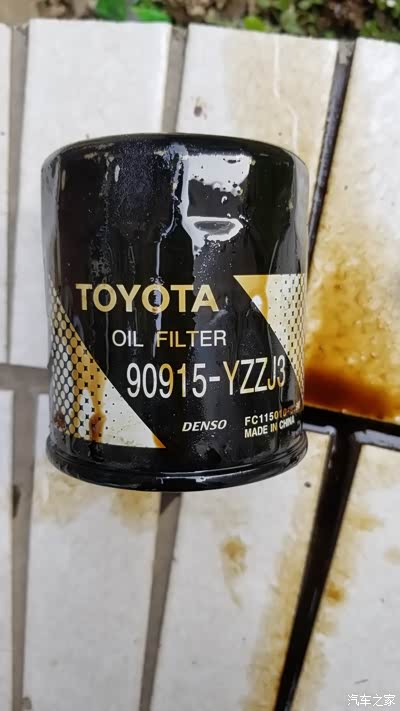 TOYOTA
OIL FILTER
90915-YZZJ3
DENSO
MADE IN CHINA
汽车之家